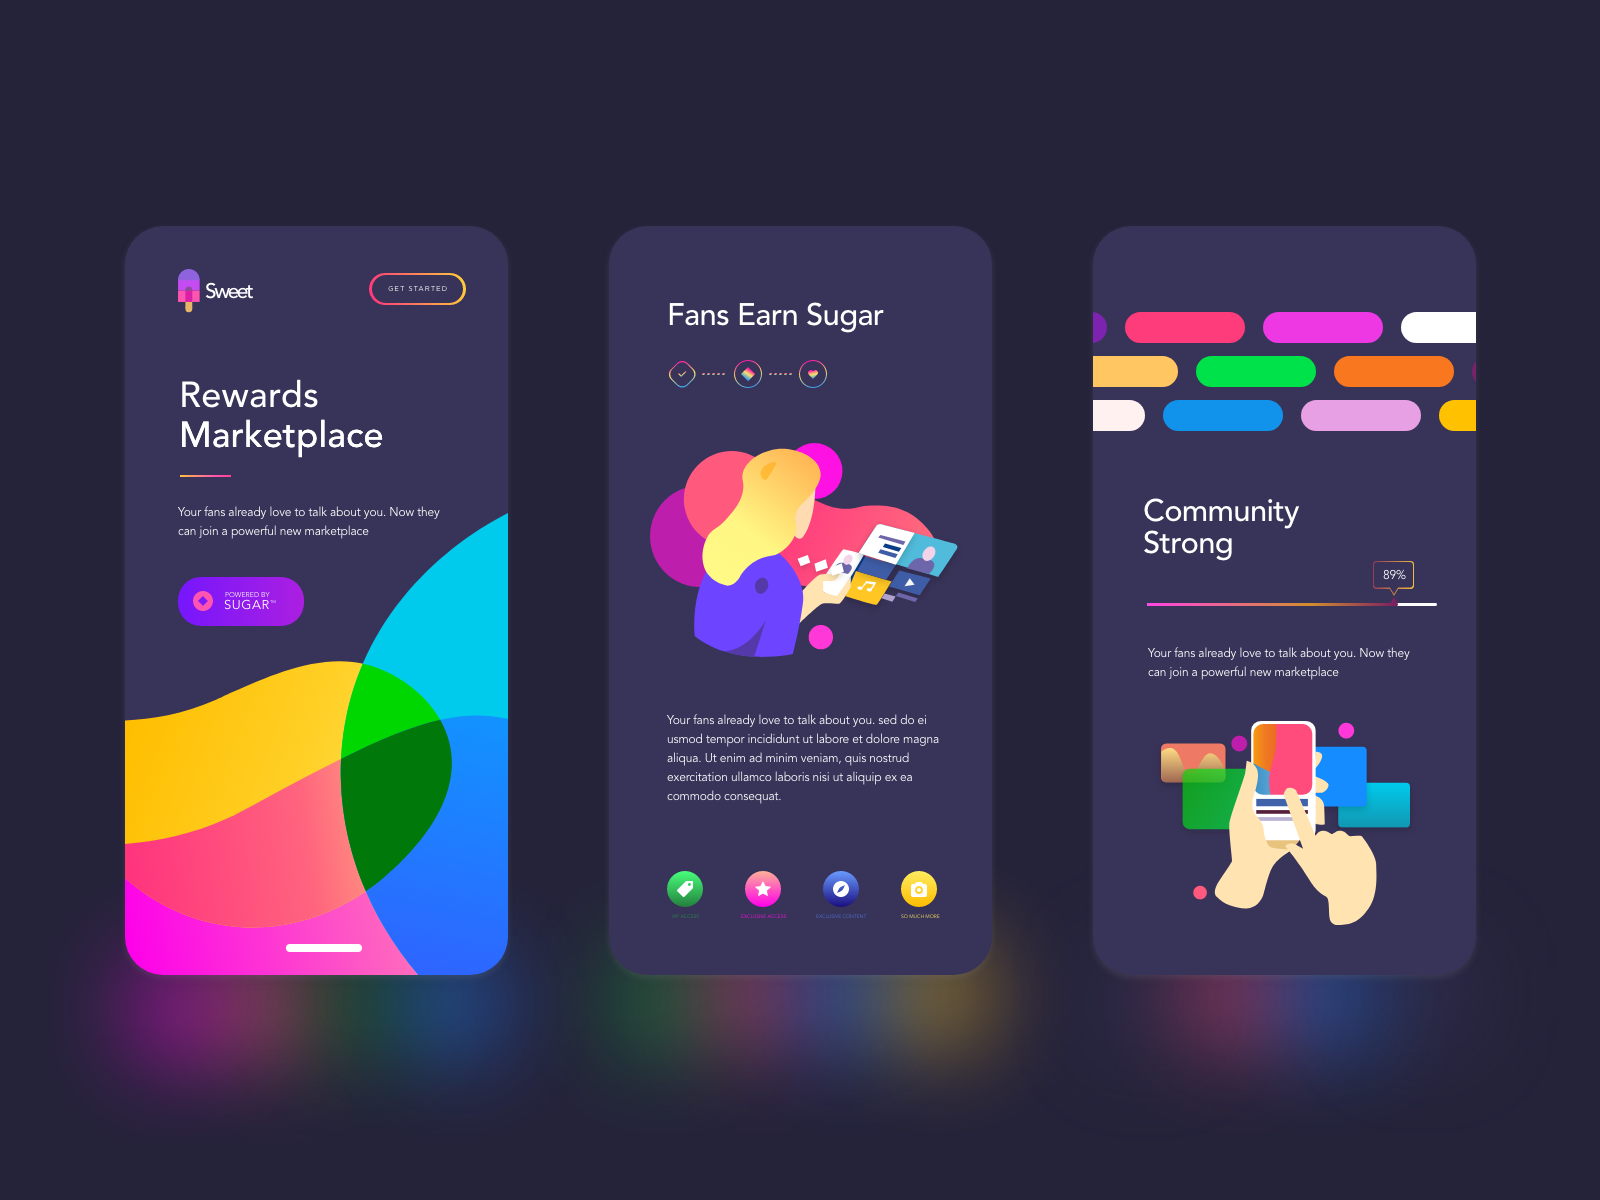 Sweet
GET STARTED
Rewards
Marketplace
Your fans already love to talk about you. Now they
can join a powerful new marketplace
POWERED BY
SUGAR™
Fans Earn Sugar
Your fans already love to talk about you. sed do ei
usmod tempor incididunt ut labore et dolore magna
aliqua. Ut enim ad minim veniam, quis nostrud
exercitation ullamco laboris nisi ut aliquip ex ea
commodo consequat.
VIP ACCESS
EXCLUSIVE ACCESS
EXCLUSIVE CONTENT
SO MUCH MORE
Community
Strong
89%
Your fans already love to talk about you. Now they
can join a powerful new marketplace